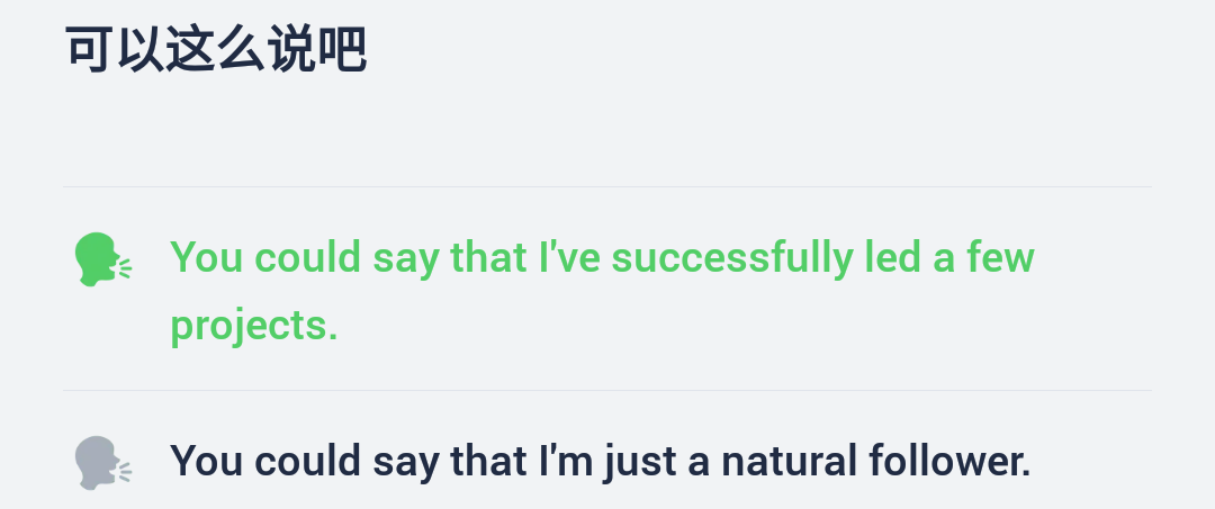 可以这么说吧
You could say that I've successfully led a few
projects.
You could say that I'm just a natural follower.